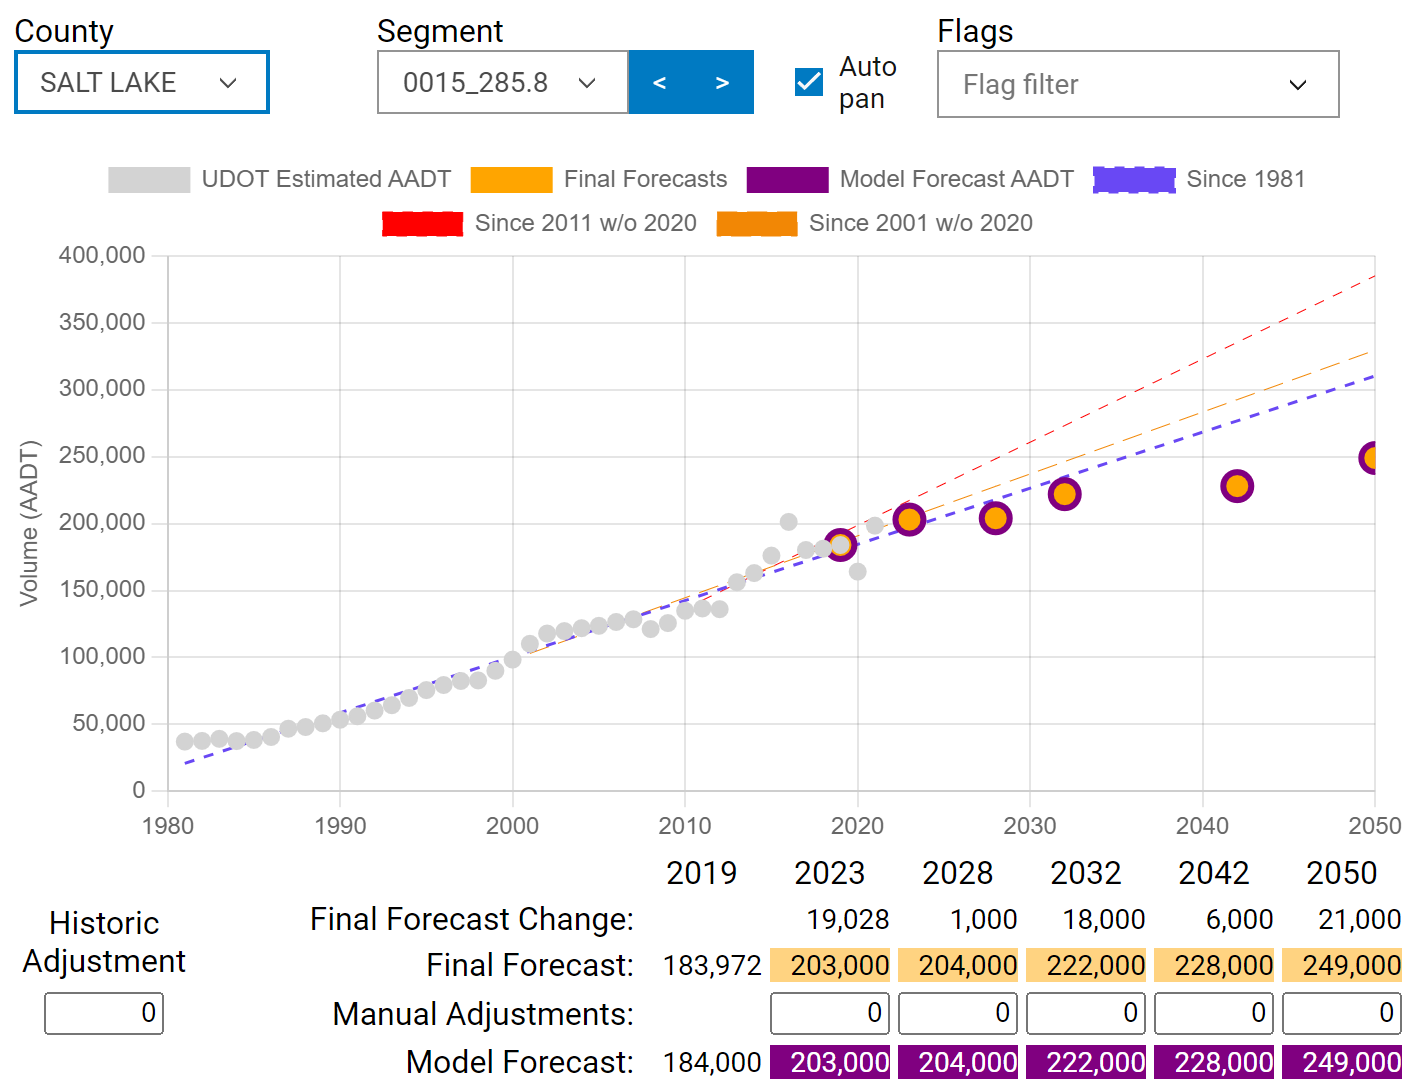 County Segment Flags
SALT LAKE 0015_285.8 < > Auto pan Flag filter
UDOT Estimated AADT Final Forecasts Model Forecast AADT Since 1981
Since 2011 w/o 2020 Since 2001 w/o 2020
400,000
350,000
300,000
250,000
200,000
150,000
100,000
50,000
0
Volume (AADT)
1980 1990 2000 2010 2020 2030 2040 2050
2019 2023 2028 2032 2042 2050
Historic
Adjustment
0
Final Forecast Change: 19,028 1,000 18,000 6,000 21,000
Final Forecast: 183,972 203,000 204,000 222,000 228,000 249,000
Manual Adjustments: 0 0 0 0 0
Model Forecast: 184,000 203,000 204,000 222,000 228,000 249,000